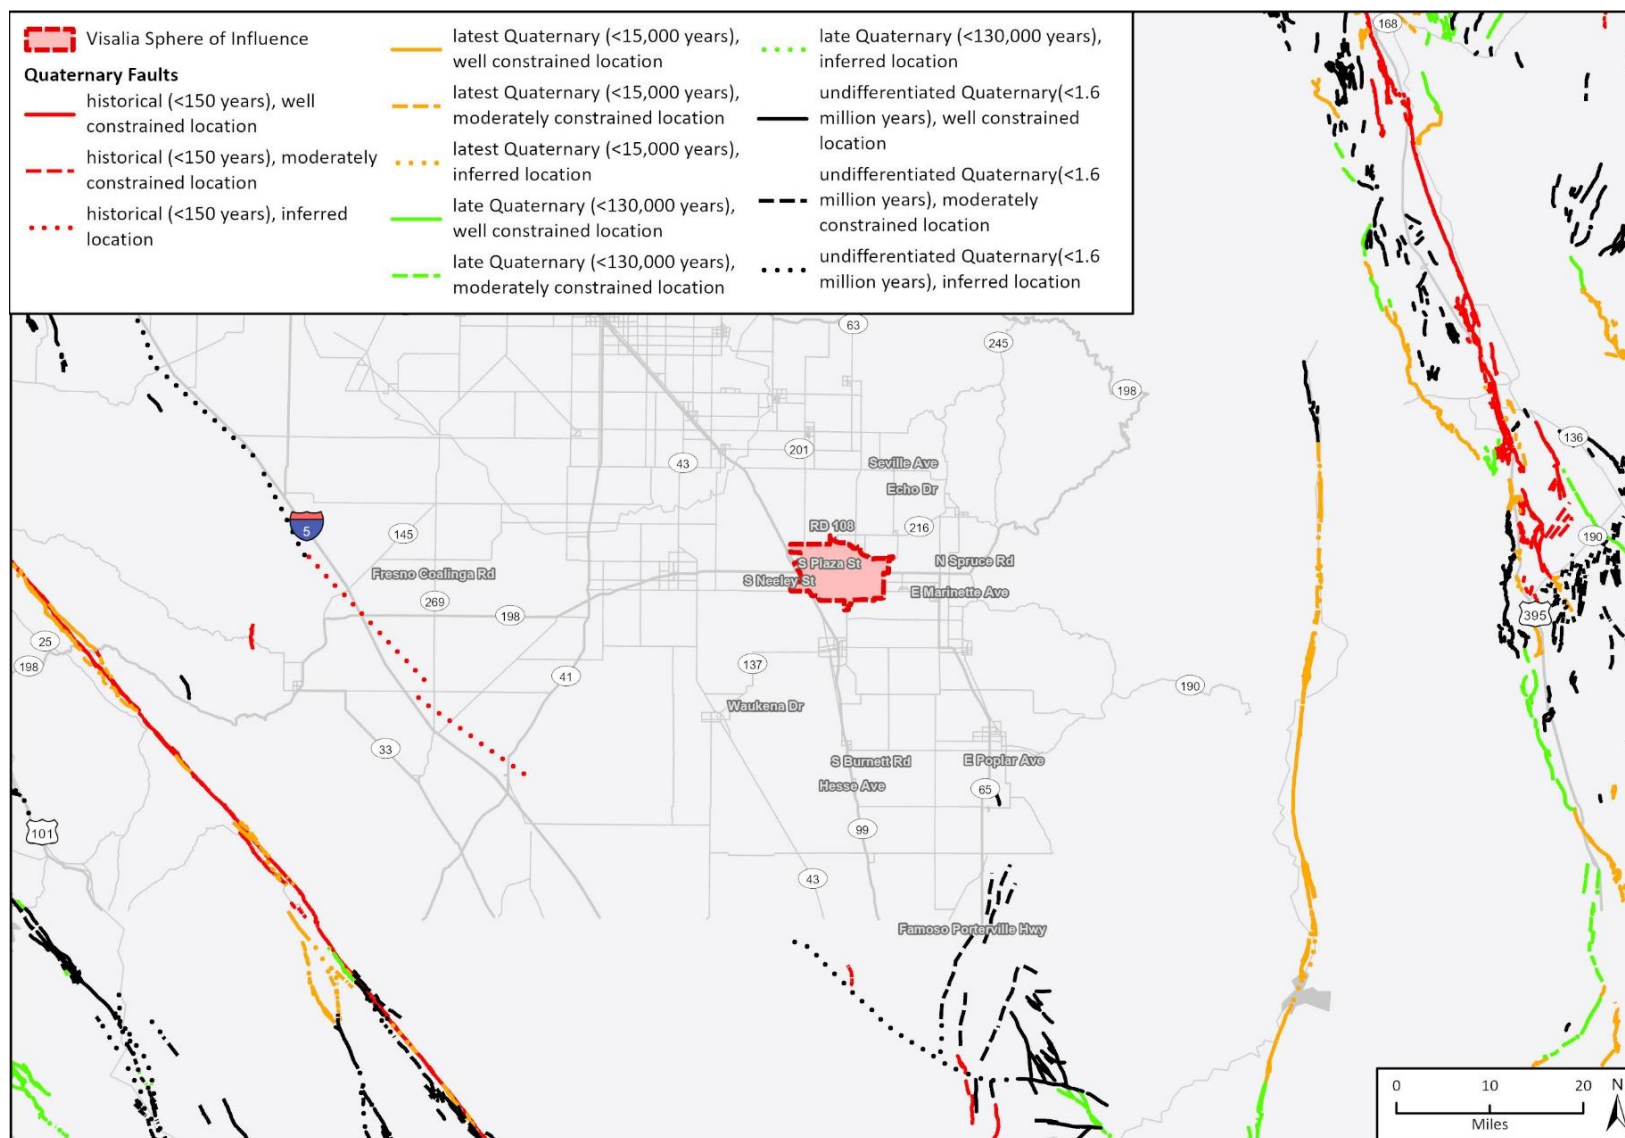 Visalia Sphere of Influence
Quaternary Faults
historical (<150 years), well
constrained location
historical (<150 years), moderately
constrained location
historical (<150 years), inferred
location
latest Quaternary (<15,000 years),
well constrained location
latest Quaternary (<15,000 years),
moderately constrained location
latest Quaternary (<15,000 years),
inferred location
late Quaternary (<130,000 years),
well constrained location
late Quaternary (<130,000 years),
moderately constrained location
late Quaternary (<130,000 years),
inferred location
undifferentiated Quaternary(<1.6
million years), well constrained
location
undifferentiated Quaternary(<1.6
million years), moderately
constrained location
undifferentiated Quaternary(<1.6
million years), inferred location
168
63
245
198
136
201
43
Seville Ave
Echo Dr
5
145
RD 108
216
190
S Plaza St
N Spruce Rd
Fresno Coalinga Rd
S Neeley St
E Marinette Ave
269
198
395
25
198
137
41
190
Waukena Dr
33
S Burnett Rd
E Poplar Ave
Hesse Ave
65
101
99
43
Famoso Porterville Hwy
0 10 20
Miles
N